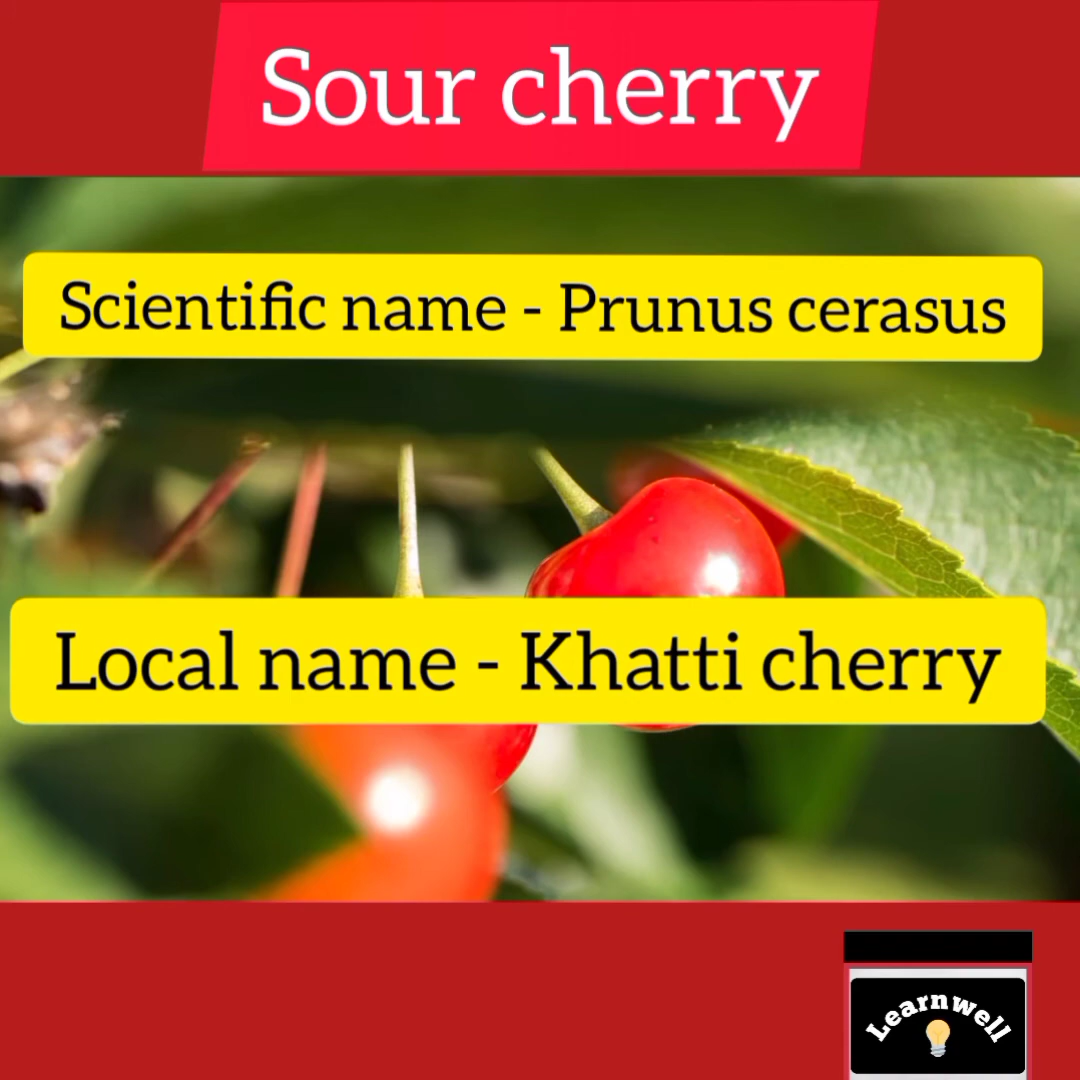 Sour cherry
Scientific name - Prunus cerasus
Local name - Khatti cherry
Learnwell